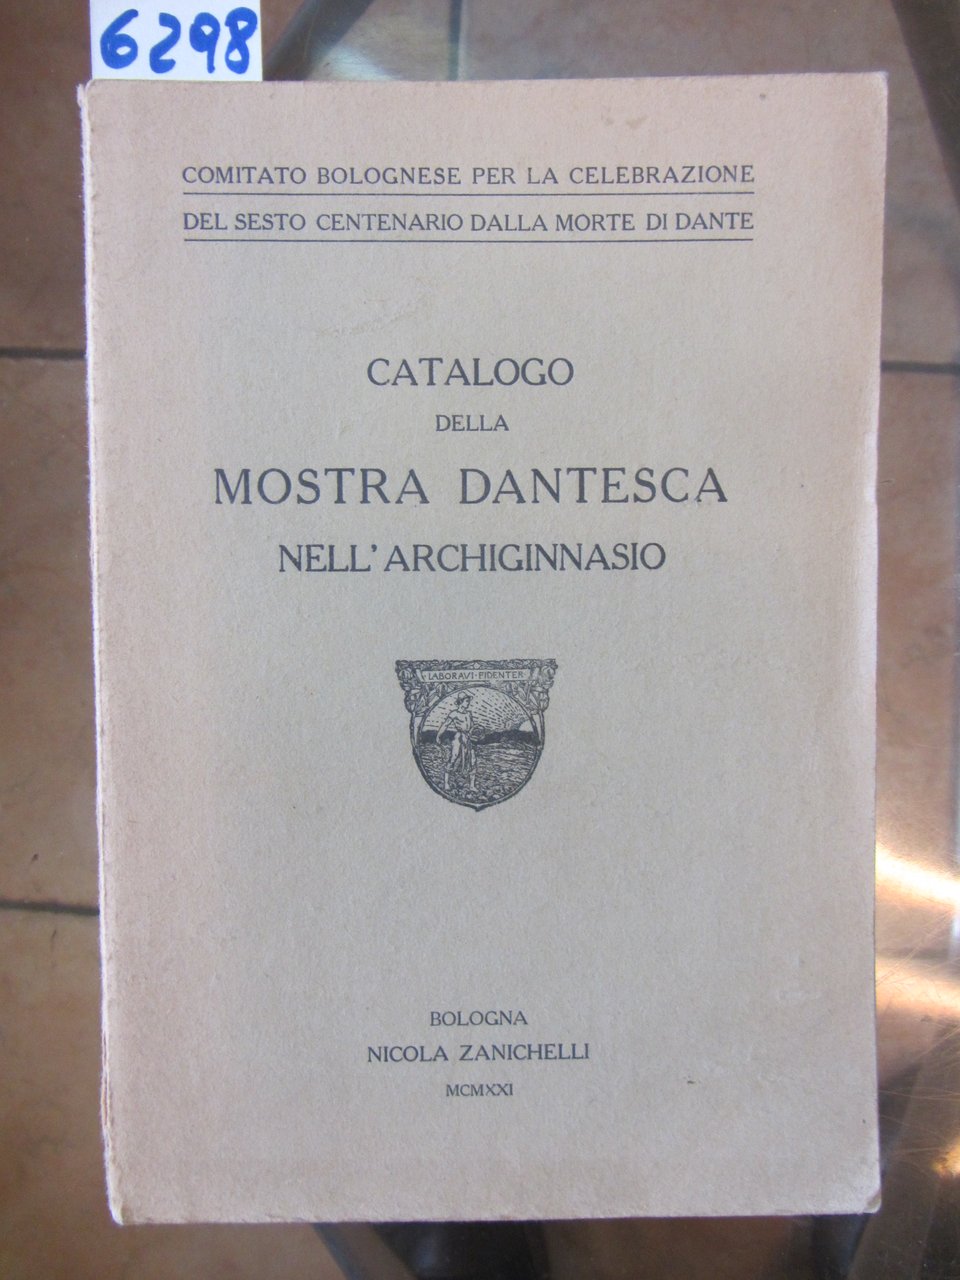 6298
COMITATO BOLOGNESE PER LA CELEBRAZIONE
DEL SESTO CENTENARIO DALLA MORTE DI DANTE
CATALOGO
DELLA
MOSTRA DANTESCA
NELL'ARCHIGINNASIO
LABORAVI·FIDENTER
BOLOGNA
NICOLA ZANICHELLI
MCMXXI